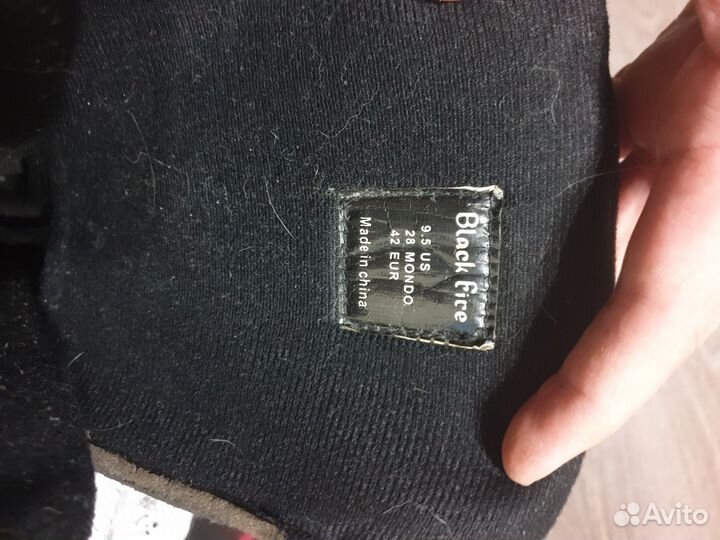 Black Fire
9.5 US
28 MONDO.
42 EUR
Made in china
Avito